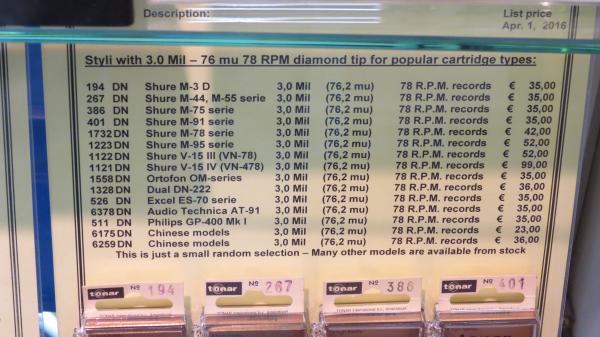 Description: List price
Apr. 1, 2016
Styli with 3.0 Mil – 76 mu 78 RPM diamond tip for popular cartridge types:
194 DN Shure M-3 D 3,0 Mil (76,2 mu) 78 R.P.M. records € 35,00
267 DN Shure M-44, M-55 serie 3,0 Mil (76,2 mu) 78 R.P.M. records € 35,00
386 DN Shure M-75 serie 3,0 Mil (76,2 mu) 78 R.P.M. records € 35,00
401 DN Shure M-91 serie 3,0 Mil (76,2 mu) 78 R.P.M. records € 35,00
1732 DN Shure M-78 serie 3,0 Mil (76,2 mu) 78 R.P.M. records € 42,00
1223 DN Shure M-95 serie 3,0 Mil (76,2 mu) 78 R.P.M. records € 52,00
1122 DN Shure V-15 III (VN-78) 3,0 Mil (76,2 mu) 78 R.P.M. records € 52,00
1121 DN Shure V-15 IV (VN-478) 3,0 Mil (76,2 mu) 78 R.P.M. records € 99,00
1558 DN Ortofon OM-series 3,0 Mil (76,2 mu) 78 R.P.M. records € 35,00
1328 DN Dual DN-222 3,0 Mil (76,2 mu) 78 R.P.M. records € 36,00
526 DN Excel ES-70 serie 3,0 Mil (76,2 mu) 78 R.P.M. records € 35,00
6378 DN Audio Technica AT-91 3,0 Mil (76,2 mu) 78 R.P.M. records € 35,00
511 DN Philips GP-400 Mk I 3,0 Mil (76,2 mu) 78 R.P.M. records € 35,00
6175 DN Chinese models 3,0 Mil (76,2 mu) 78 R.P.M. records € 23,00
6259 DN Chinese models 3,0 Mil (76,2 mu) 78 R.P.M. records € 36,00
This is just a small random selection – Many other models are available from stock
tonar No 194
tonar No 267
tonar No 386
tonar No 401